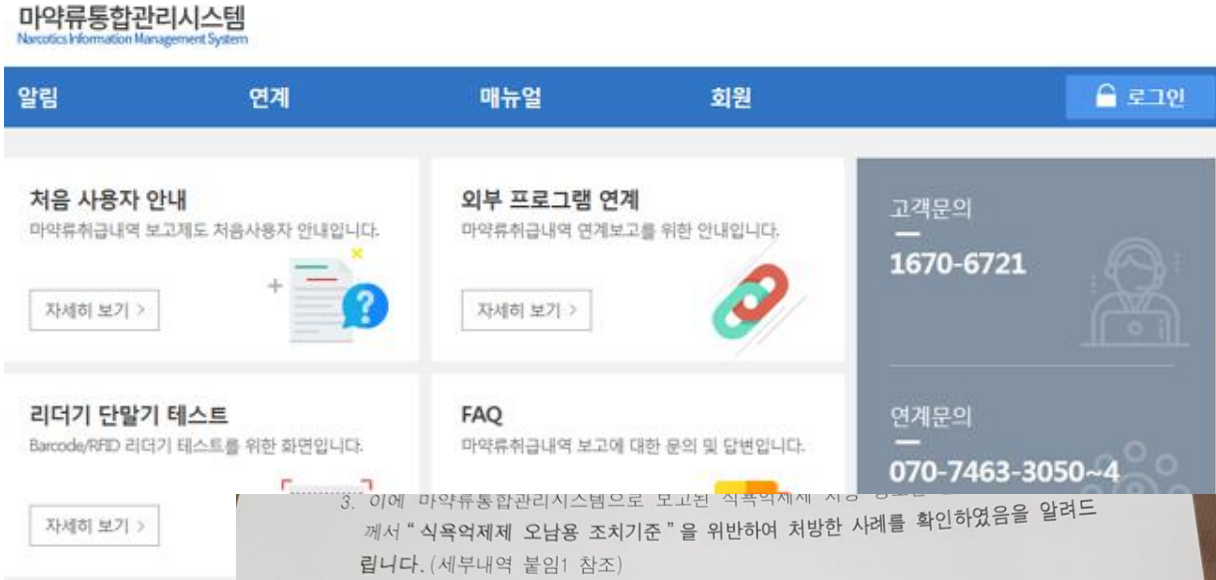 마약류통합관리시스템
Narcotics Information Management System
알림 연계 매뉴얼 회원 로그인
처음 사용자 안내
마약류취급내역 보고제도 처음사용자 안내입니다.
자세히 보기 >
외부 프로그램 연계
마약류취급내역 연계보고를 위한 안내입니다.
자세히 보기 >
고객문의
1670-6721
리더기 단말기 테스트
Barcode/RFID 리더기 테스트를 위한 화면입니다.
자세히 보기 >
FAQ
마약류취급내역 보고에 대한 문의 및 답변입니다.
연계문의
070-7463-3050~4
3. 이에 마약류통합관리시스템으로
께서 "식욕억제제 오남용 조치기준"을 위반하여 처방한 사례를 확인하였음을 알려드
립니다.(세부내역 붙임1 참조)